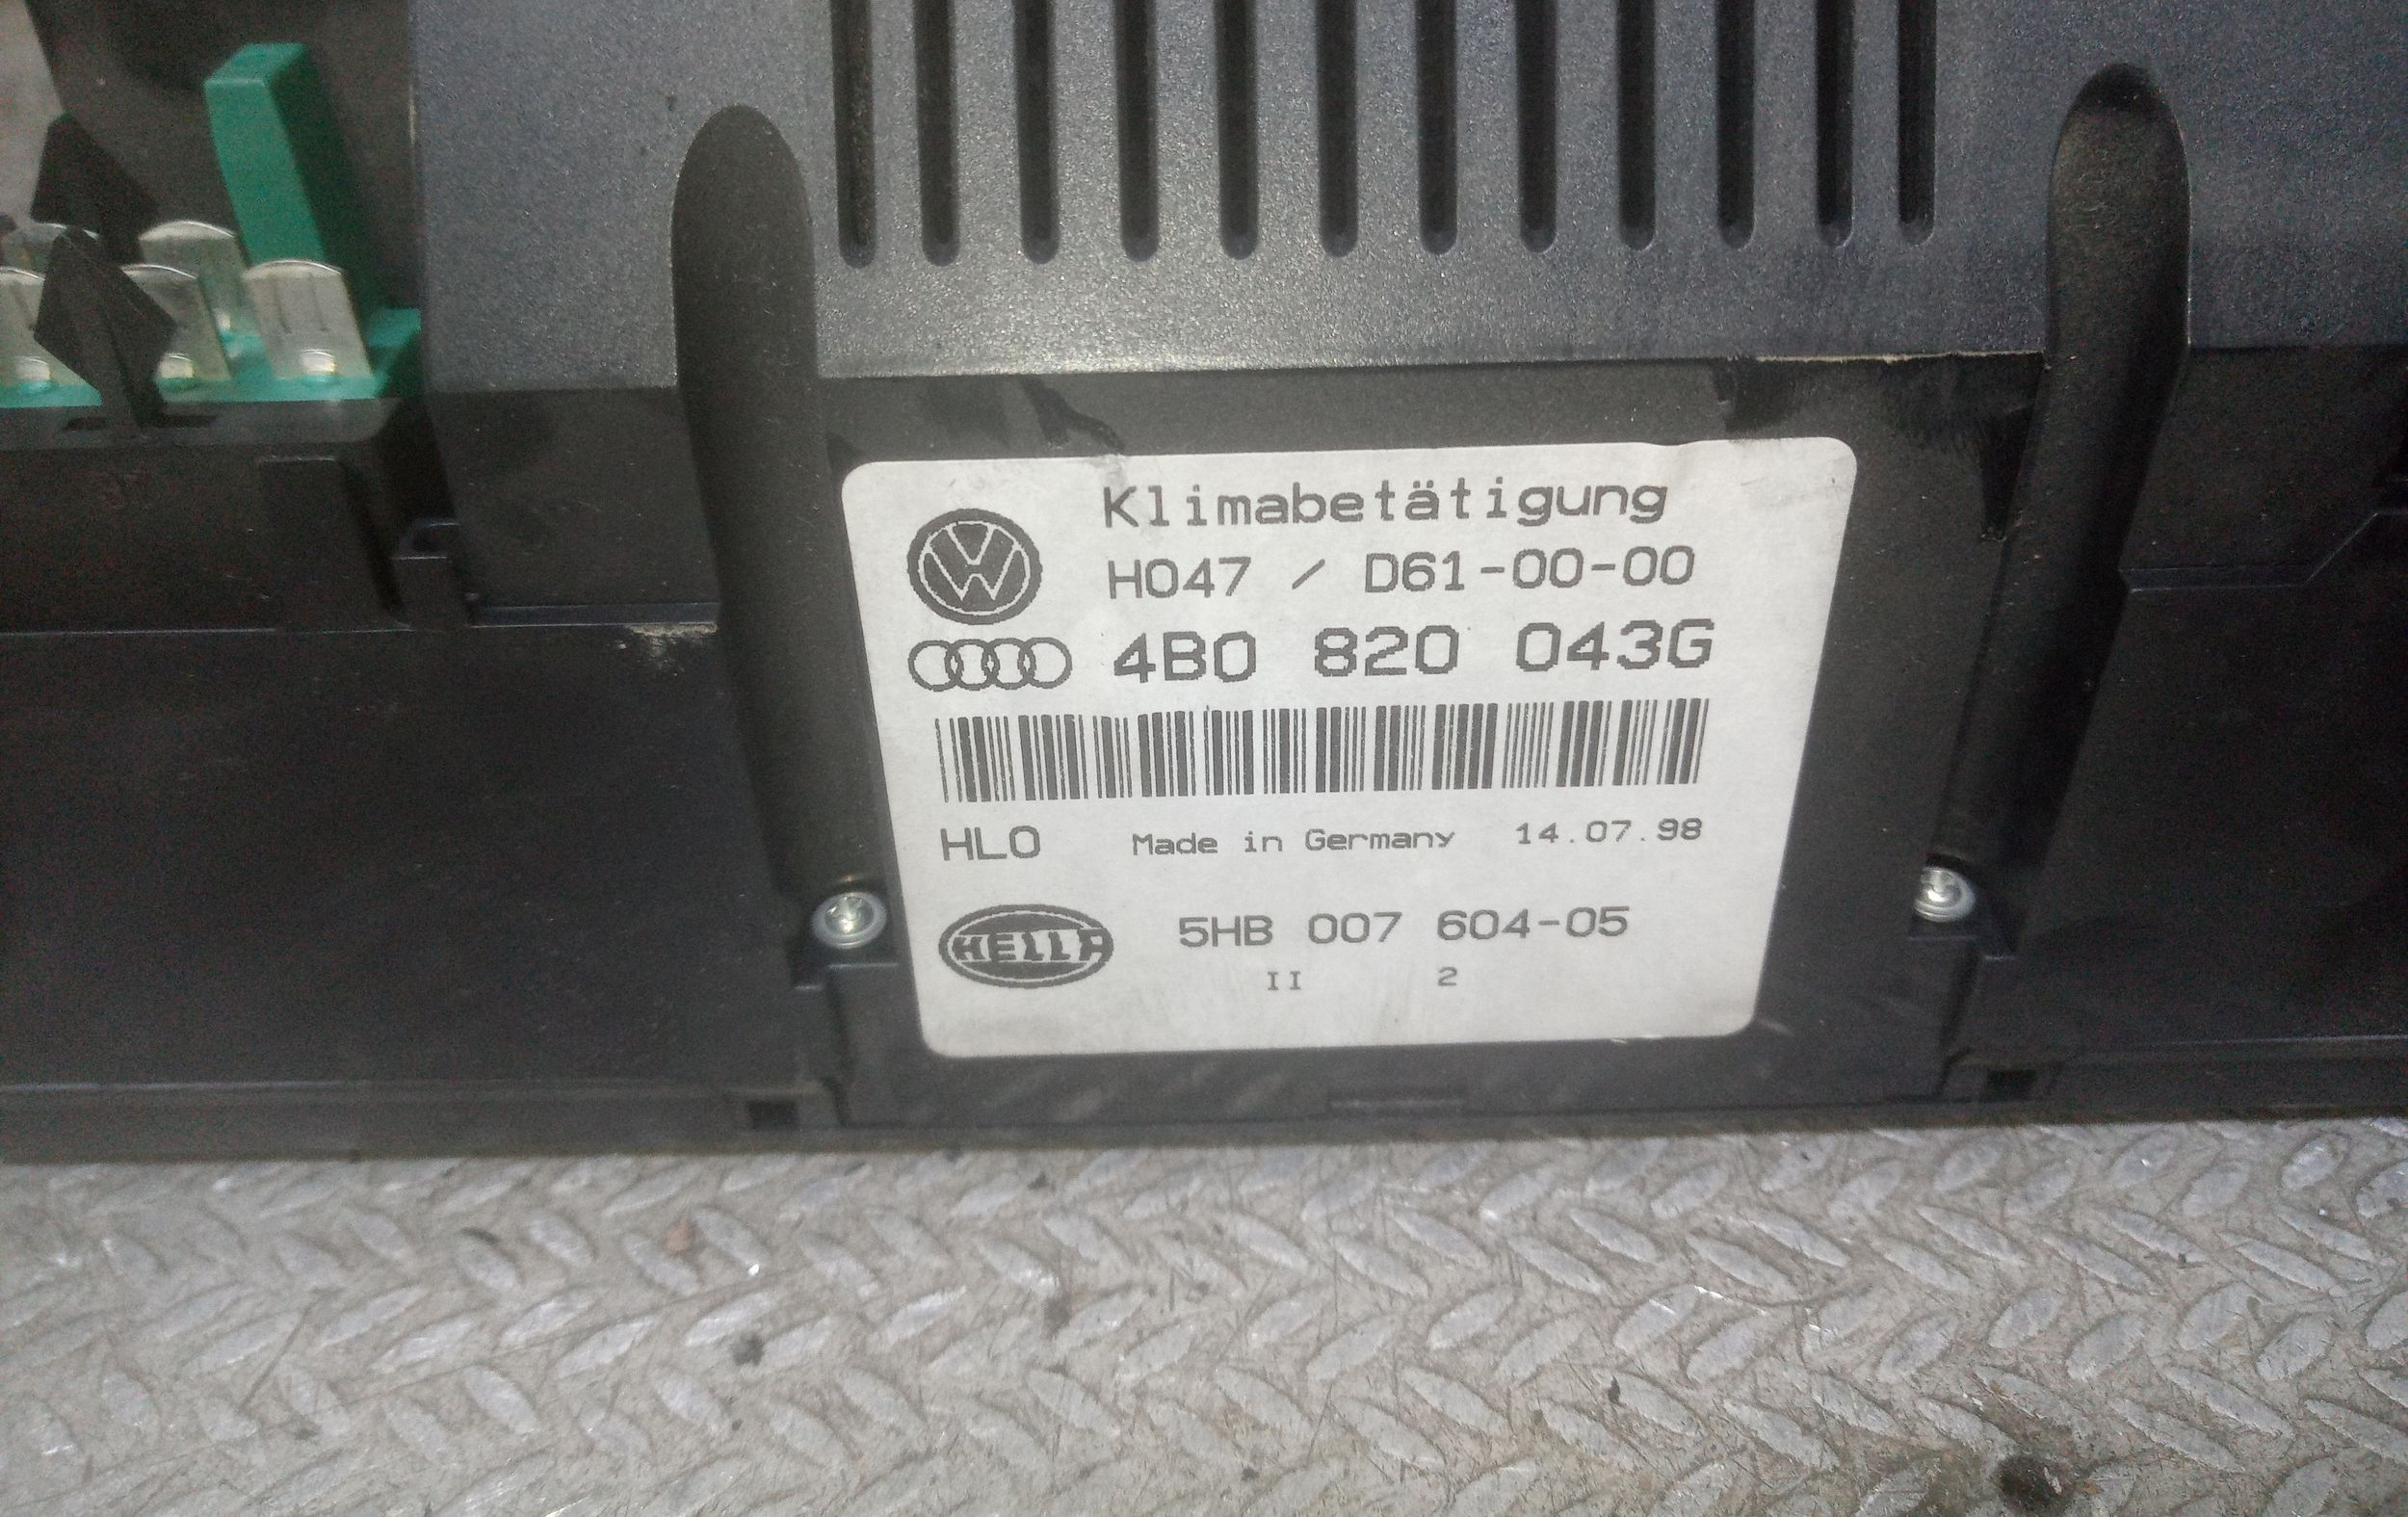 Klimabetätigung
H047 / D61-00-00
4B0 820 043G
HLO Made in Germany 14.07.98
HELLA 5HB 007 604-05
II 2